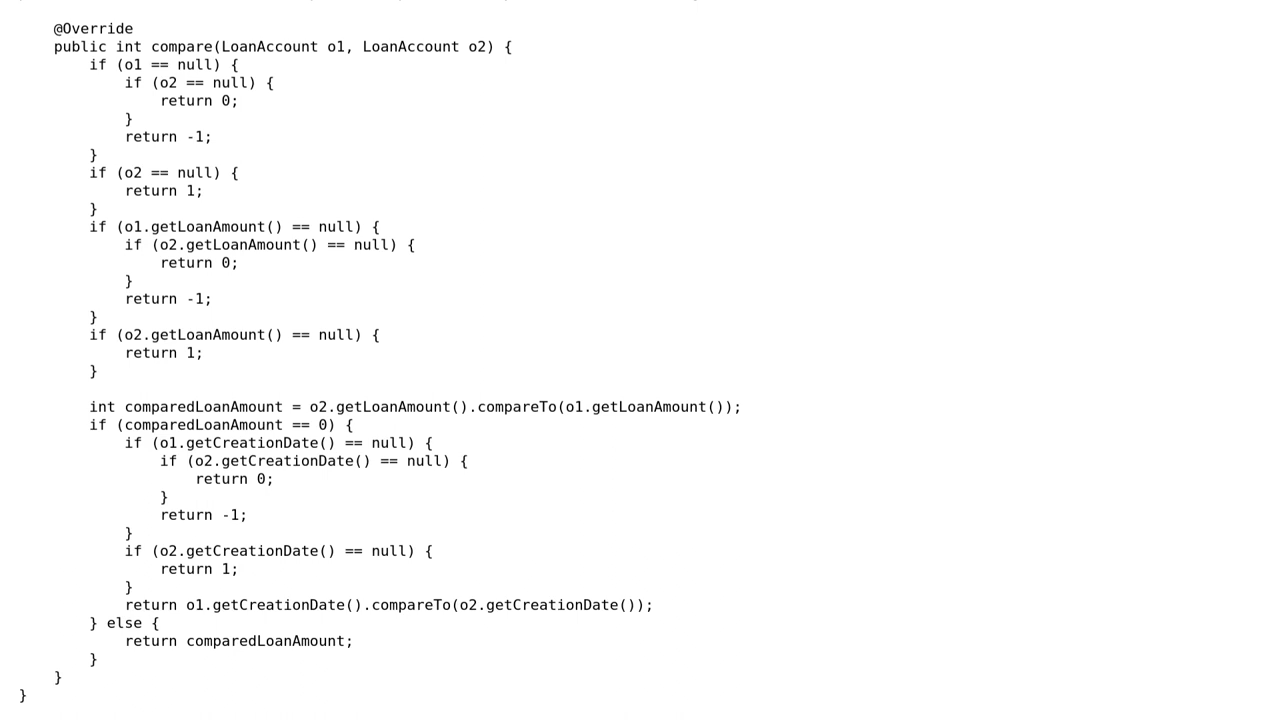 @Override
public int compare(LoanAccount o1, LoanAccount o2) {
if (o1 == null) {
if (o2 == null) {
return 0;
}
return -1;
}
if (o2 == null) {
return 1;
}
if (o1.getLoanAmount() == null) {
if (o2.getLoanAmount() == null) {
return 0;
}
return -1;
}
if (o2.getLoanAmount() == null) {
return 1;
}
int comparedLoanAmount = o2.getLoanAmount().compareTo(o1.getLoanAmount());
if (comparedLoanAmount == 0) {
if (o1.getCreationDate() == null) {
if (o2.getCreationDate() == null) {
return 0;
}
return -1;
}
if (o2.getCreationDate() == null) {
return 1;
}
return o1.getCreationDate().compareTo(o2.getCreationDate());
} else {
return comparedLoanAmount;
}
}
}